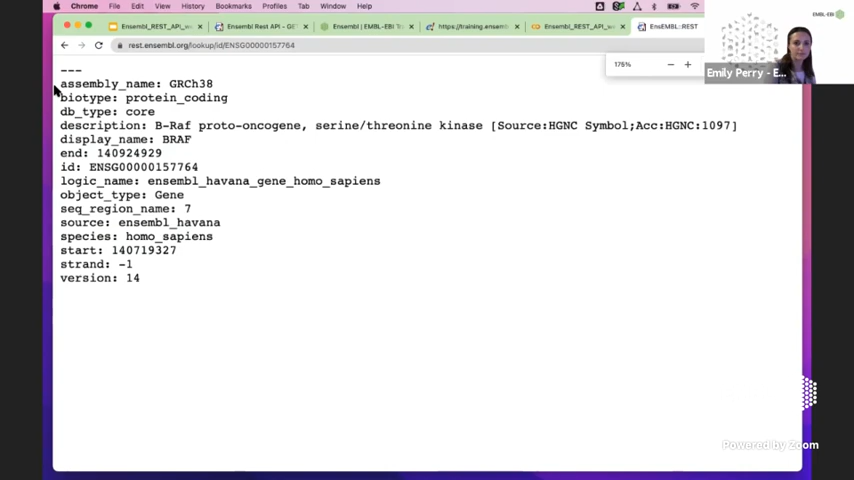 File Edit View History Bookmarks Profiles Tab Window Help
Ensembl_REST_API_w
Ensembl Rest API - GE
Ensembl | EMBL-EBI Tr
https://training.ensem
Ensembl_REST_API_w
EnsEMBL::REST
rest.ensembl.org/lookup/id/ENSG00000157764
175%
EMBL-EBI
Emily Perry - E...
---
assembly_name: GRCh38
biotype: protein_coding
db_type: core
description: B-Raf proto-oncogene, serine/threonine kinase [Source:HGNC Symbol;Acc:HGNC:1097]
display_name: BRAF
end: 140924929
id: ENSG00000157764
logic_name: ensembl_havana_gene_homo_sapiens
object_type: Gene
seq_region_name: 7
source: ensembl_havana
species: homo_sapiens
start: 140719327
strand: -1
version: 14
Powered by Zoom